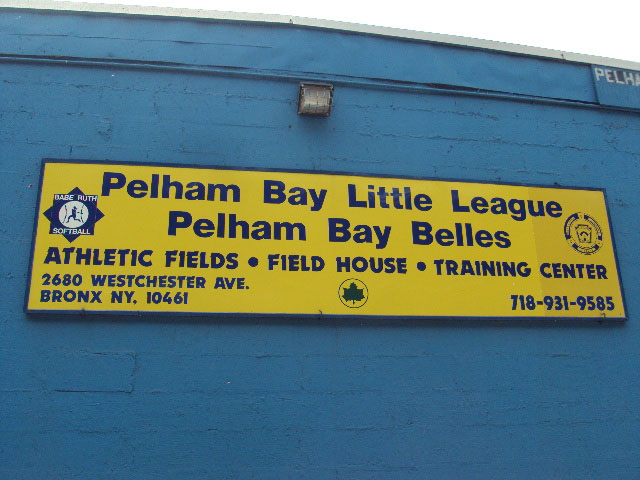 PELHA
Pelham Bay Little League
Pelham Bay Belles
BABE RUTH
SOFTBALL
ATHLETIC FIELDS • FIELD HOUSE • TRAINING CENTER
2680 WESTCHESTER AVE.
BRONX NY. 10461
718-931-9585